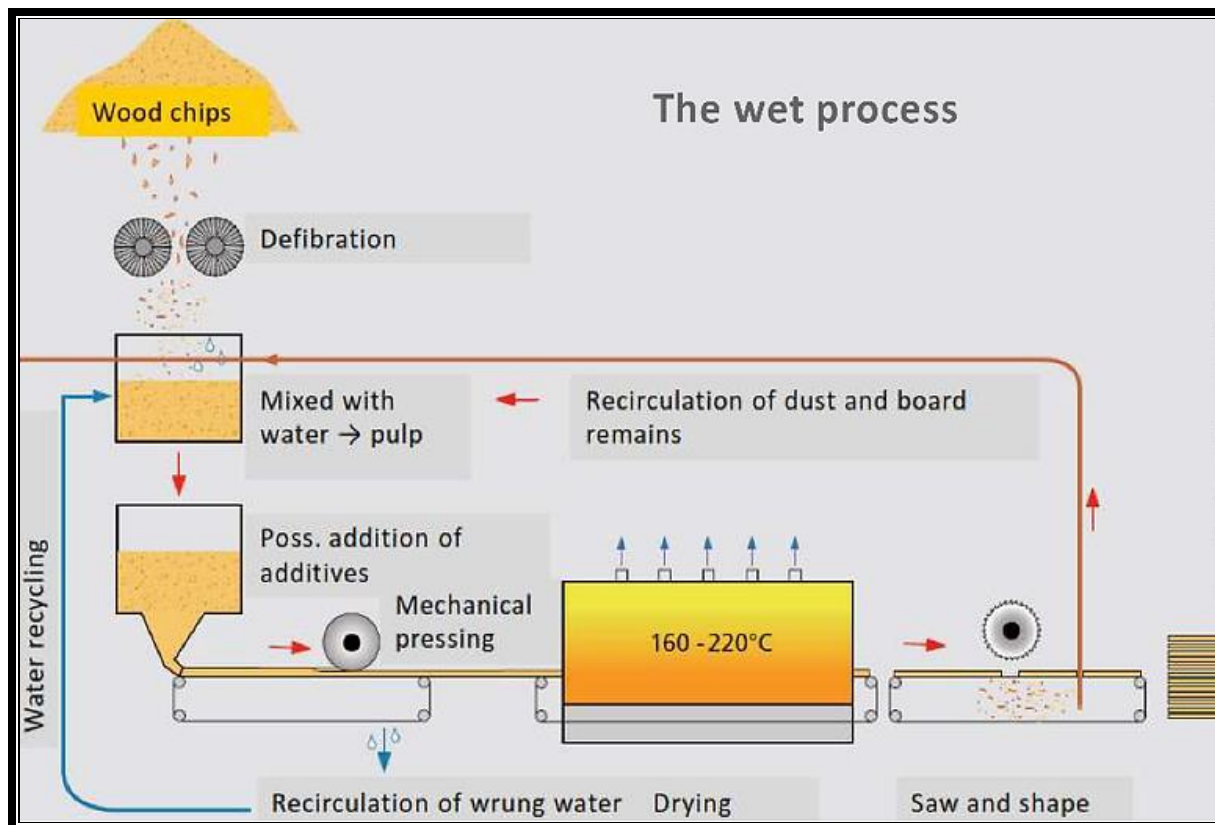 The wet process
Wood chips
Defibration
Mixed with
water → pulp
Recirculation of dust and board
remains
Poss. addition of
additives
Mechanical
pressing
160 - 220°C
Water recycling
Recirculation of wrung water
Drying
Saw and shape